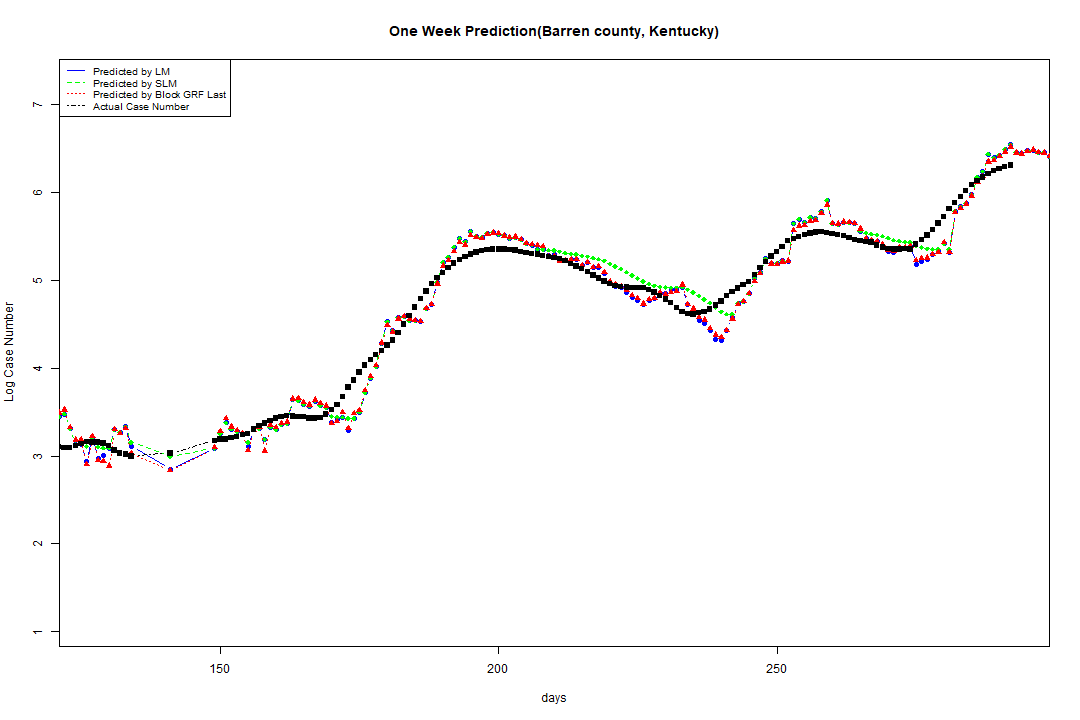 One Week Prediction(Barren county, Kentucky)
Predicted by LM
Predicted by SLM
Predicted by Block GRF Last
Actual Case Number
7
6
5
4
3
2
1
Log Case Number
150
200
250
days